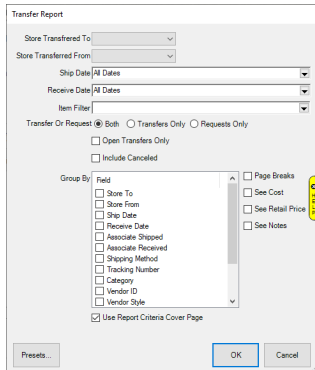 Transfer Report
Store Transfrered To
Store Transferred From
Ship Date All Dates
Receive Date All Dates
Item Filter
Transfer Or Request Both Transfers Only Requests Only
Open Transfers Only
Include Canceled
Group By Field
Store To
Store From
Ship Date
Receive Date
Associate Shipped
Associate Received
Shipping Method
Tracking Number
Category
Vendor ID
Vendor Style
Page Breaks
See Cost
See Retail Price
See Notes
Use Report Criteria Cover Page
Presets...
OK
Cancel